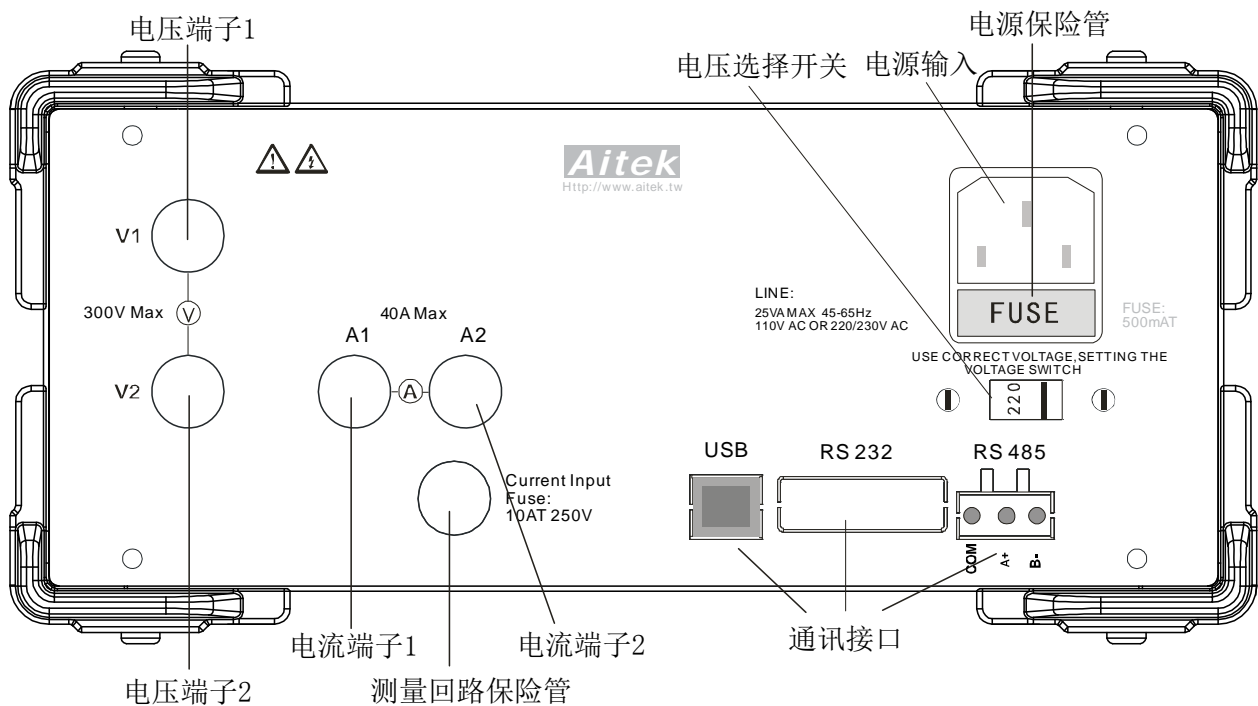 电压端子1
电源保险管
电压选择开关
电源输入
Aitek
Http://www.aitek.tw
V1
300V Max
V
V2
40A Max
A1
A2
A
LINE:
25VA MAX 45-65Hz
110V AC OR 220/230V AC
FUSE
FUSE:
500mAT
USE CORRECT VOLTAGE,SETTING THE
VOLTAGE SWITCH
220
Current Input
Fuse:
10AT 250V
USB
RS 232
RS 485
COM
A+
B-
电流端子1
电流端子2
通讯接口
电压端子2
测量回路保险管